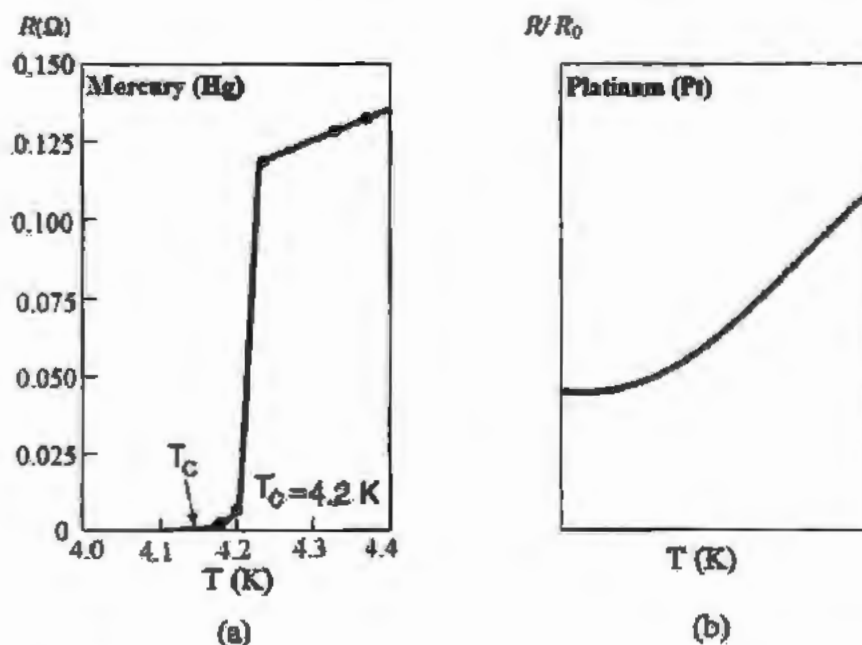 R(Ω)
0.150
Mercury (Hg)
0.125
0.100
0.075
0.050
0.025
0
T_C
T_C=4.2 K
4.0 4.1 4.2 4.3 4.4
T (K)
(a)
R/R₀
Platinum (Pt)
T (K)
(b)